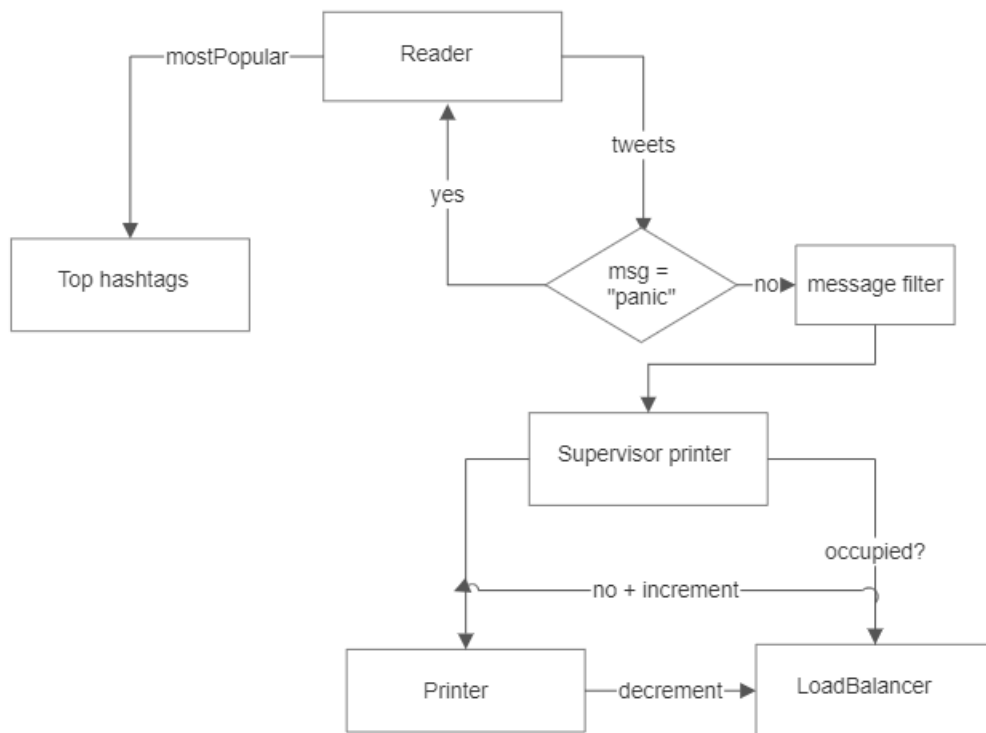 Reader
mostPopular
tweets
yes
Top hashtags
msg =
"panic"
no
message filter
Supervisor printer
occupied?
no + increment
Printer
decrement
LoadBalancer